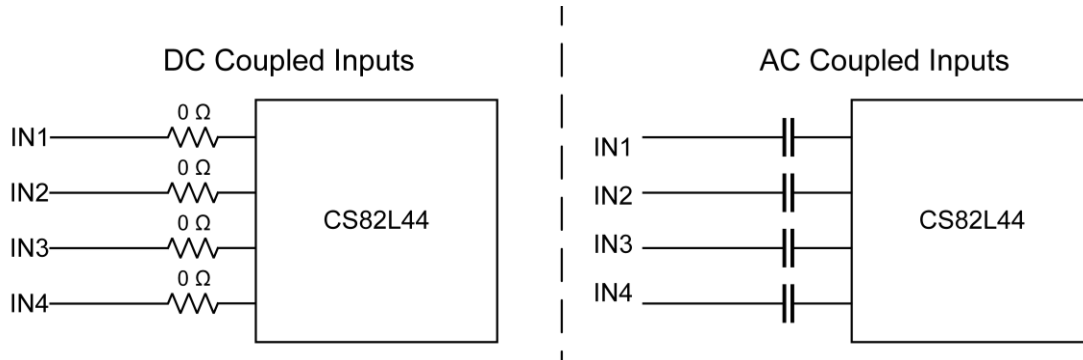 DC Coupled Inputs
0 Ω
IN1
0 Ω
IN2
0 Ω
IN3
0 Ω
IN4
CS82L44
AC Coupled Inputs
IN1
IN2
IN3
IN4
CS82L44